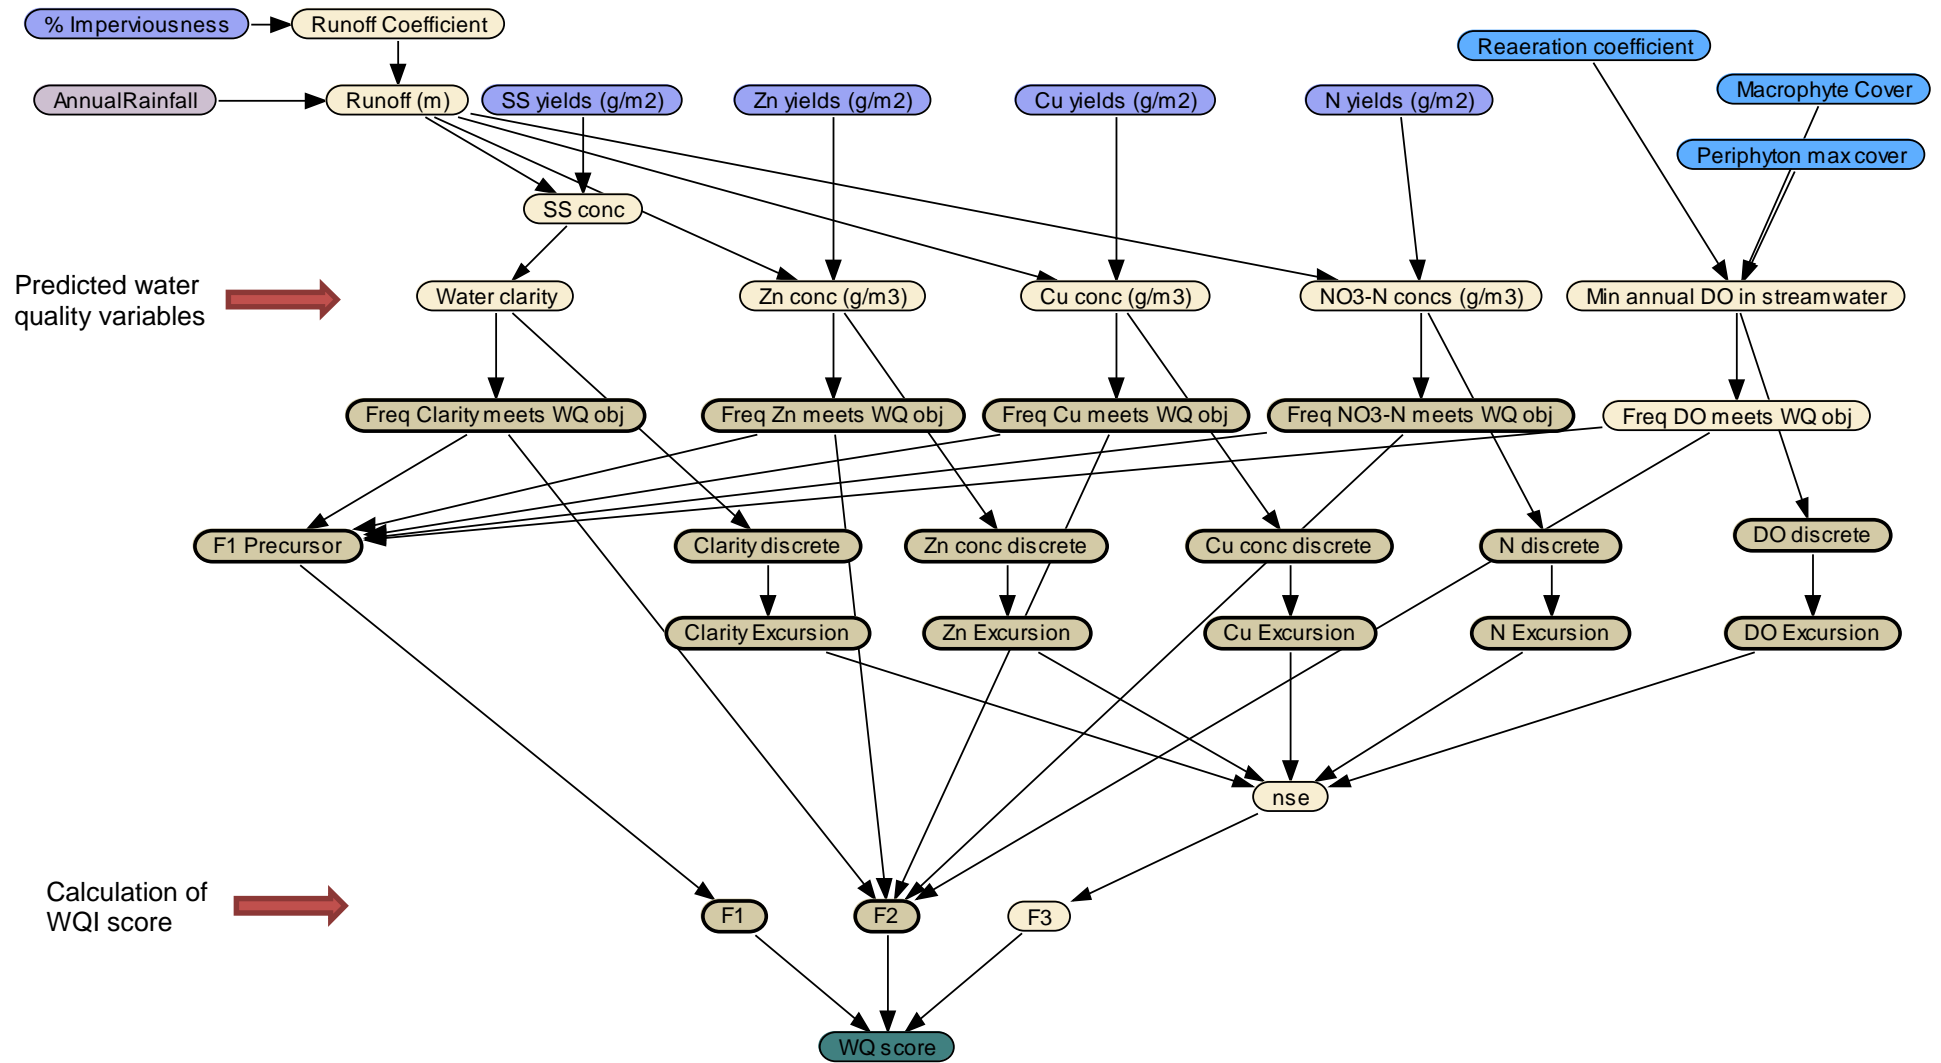 % Imperviousness
Runoff Coefficient
Reaeration coefficient
AnnualRainfall
Runoff (m)
SS yields (g/m2)
Zn yields (g/m2)
Cu yields (g/m2)
N yields (g/m2)
Macrophyte Cover
Periphyton max cover
SS conc
Predicted water
quality variables
Water clarity
Zn conc (g/m3)
Cu conc (g/m3)
NO3-N concs (g/m3)
Min annual DO in streamwater
Freq Clarity meets WQ obj
Freq Zn meets WQ obj
Freq Cu meets WQ obj
Freq NO3-N meets WQ obj
Freq DO meets WQ obj
F1 Precursor
Clarity discrete
Zn conc discrete
Cu conc discrete
N discrete
DO discrete
Clarity Excursion
Zn Excursion
Cu Excursion
N Excursion
DO Excursion
nse
Calculation of
WQI score
F1
F2
F3
WQ score